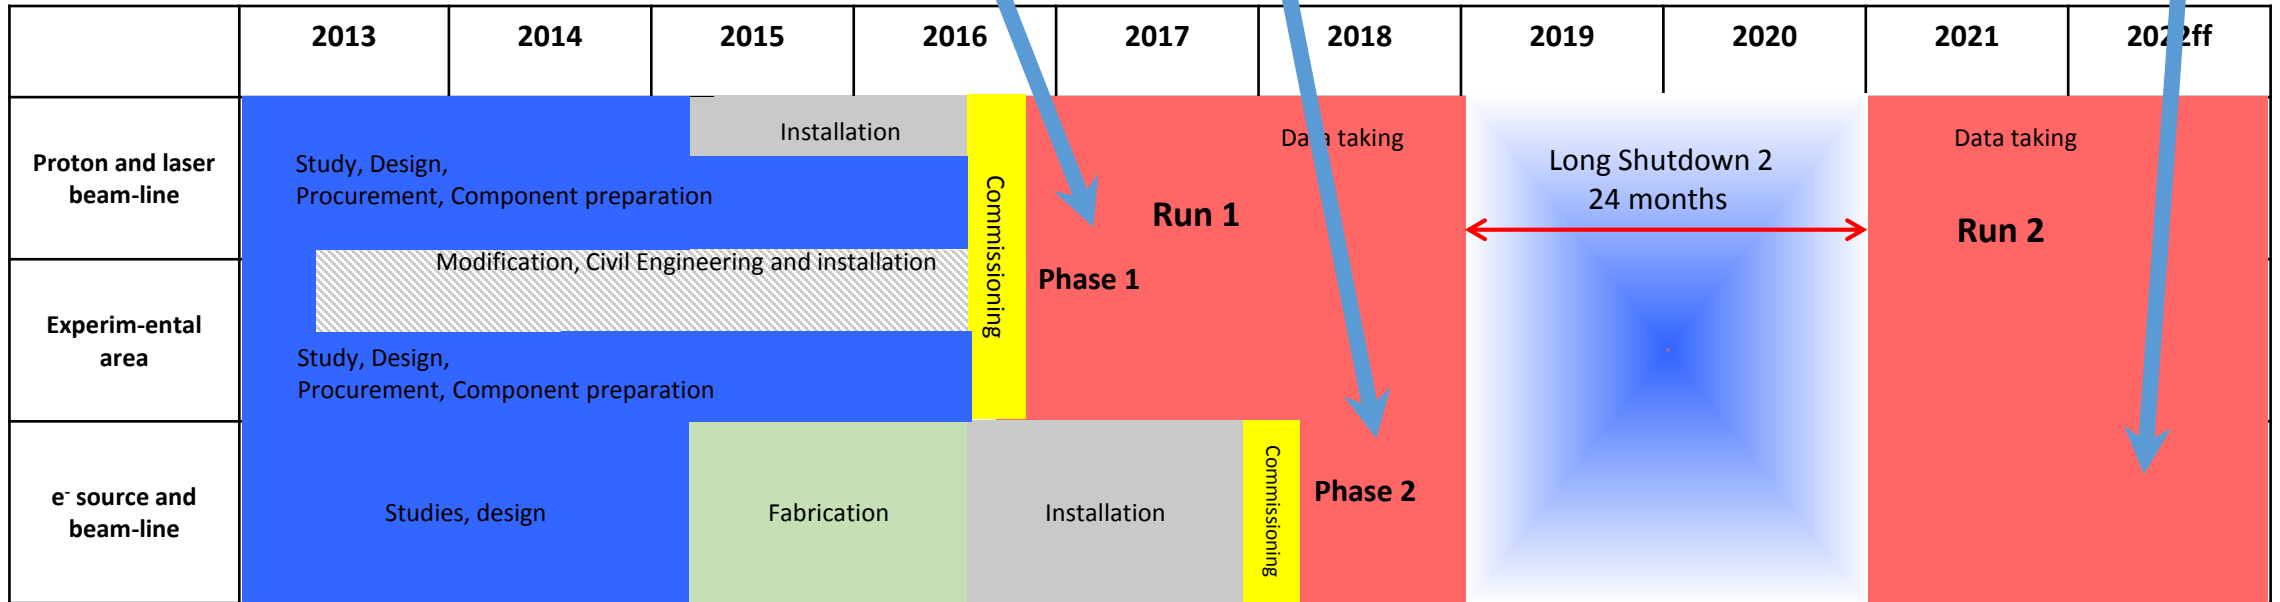 2013 2014 2015 2016 2017 2018 2019 2020 2021 2022ff
Proton and laser
beam-line
Study, Design,
Procurement, Component preparation
Installation
Commissioning
Data taking
Run 1
Phase 1
Long Shutdown 2
24 months
Data taking
Run 2
Modification, Civil Engineering and installation
Experim-ental
area
Study, Design,
Procurement, Component preparation
e- source and
beam-line
Studies, design
Fabrication
Installation
Commissioning
Phase 2